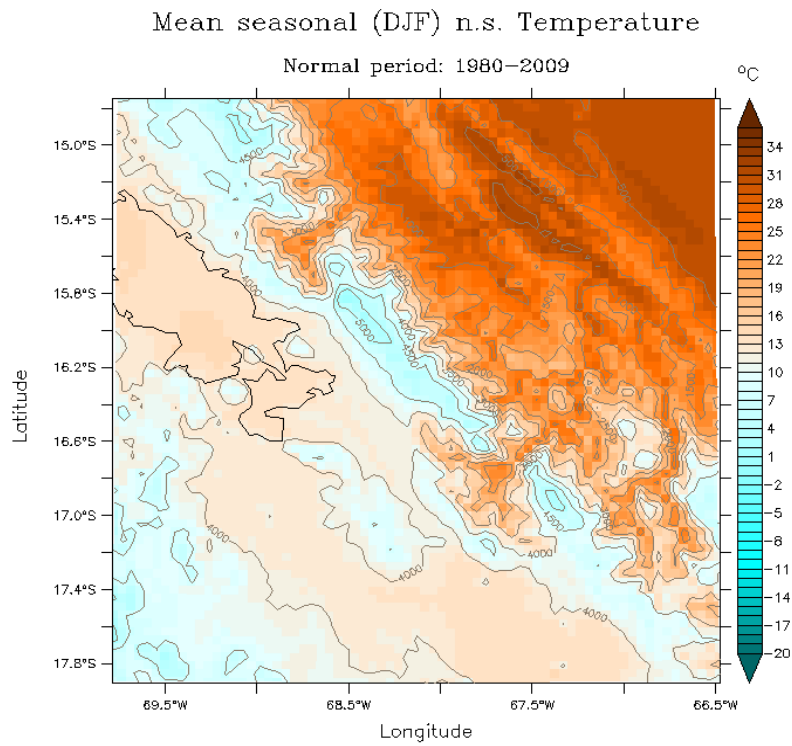 Mean seasonal (DJF) n.s. Temperature
Normal period: 1980−2009
°C
34
31
28
25
22
19
16
13
10
7
4
1
−2
−5
−8
−11
−14
−17
−20
15.0°S
15.4°S
15.8°S
16.2°S
16.6°S
17.0°S
17.4°S
17.8°S
Latitude
4500
4000
5000
4000
4500
4000
4500
4000
4000
4000
1500
69.5°W
68.5°W
67.5°W
66.5°W
Longitude